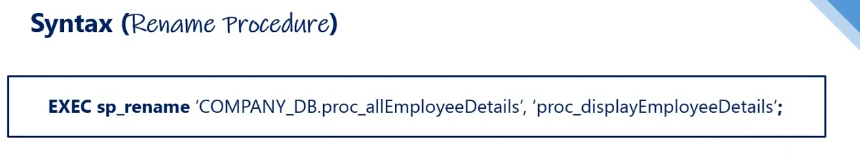 Syntax (Rename Procedure)
EXEC sp_rename ‘COMPANY_DB.proc_allEmployeeDetails’, ‘proc_displayEmployeeDetails’;